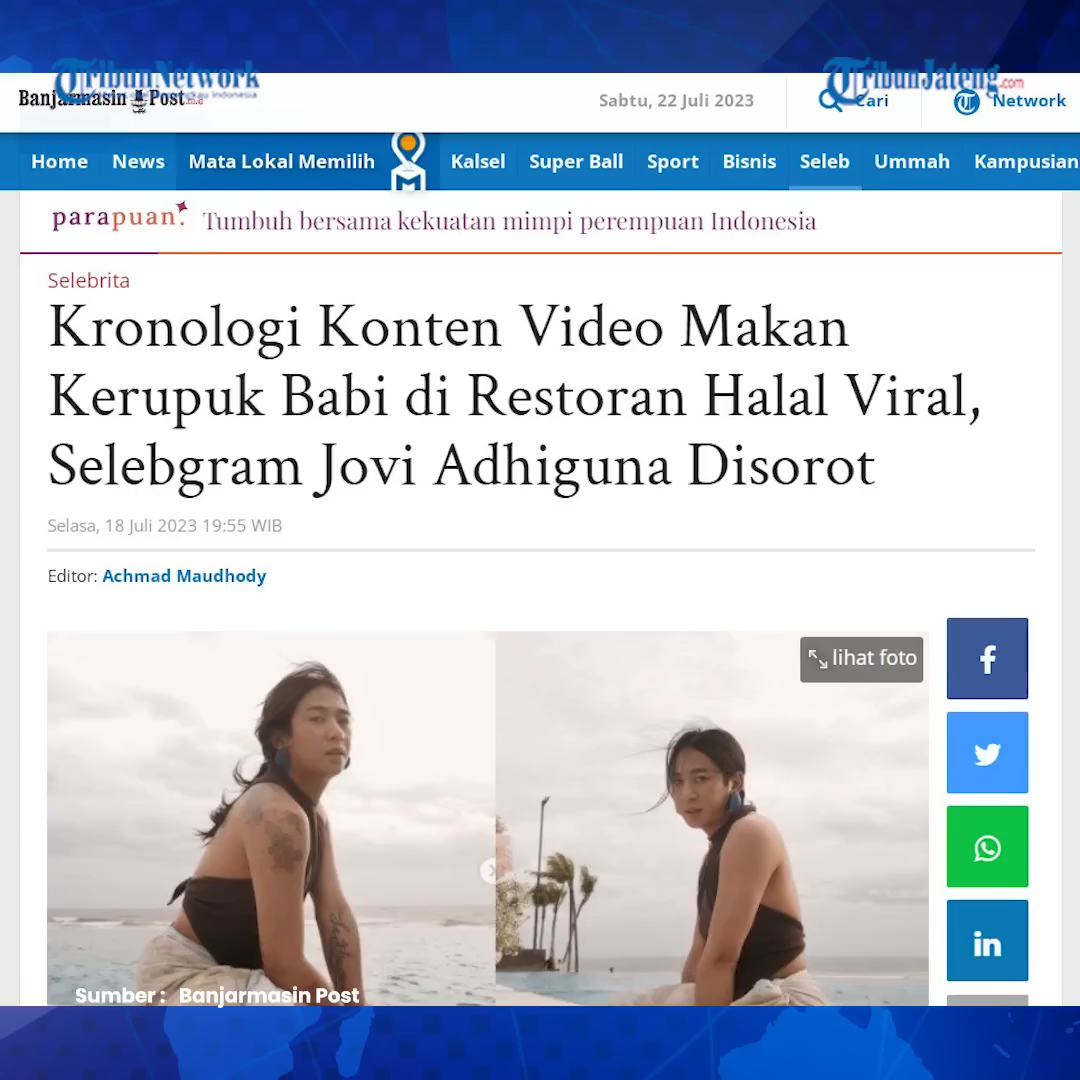 TribunNetwork
TribunJateng.com
Banjarmasin Post
Sabtu, 22 Juli 2023
Cari
Network
Home News Mata Lokal Memilih M Kalsel Super Ball Sport Bisnis Seleb Ummah Kampusiana
parapuan. Tumbuh bersama kekuatan mimpi perempuan Indonesia
Selebrita
Kronologi Konten Video Makan
Kerupuk Babi di Restoran Halal Viral,
Selebgram Jovi Adhiguna Disorot
Selasa, 18 Juli 2023 19:55 WIB
Editor: Achmad Maudhody
lihat foto
Sumber : Banjarmasin Post